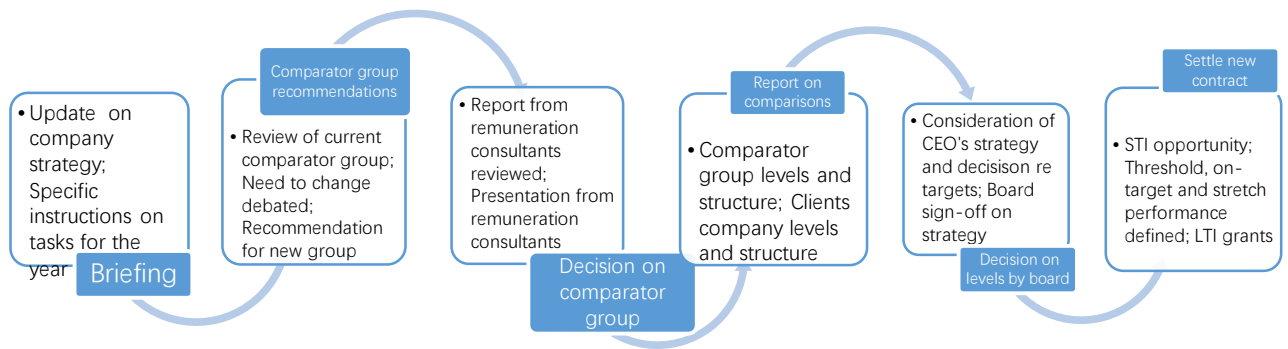 • Update on
company
strategy;
Specific
instructions on
tasks for the
year
Briefing
Comparator group
recommendations
• Review of current
comparator group;
Need to change
debated;
Recommendation
for new group
• Report from
remuneration
consultants
reviewed;
Presentation from
remuneration
consultants
Decision on
comparator
group
Report on
comparisons
• Comparator
group levels and
structure; Clients
company levels
and structure
• Consideration of
CEO's strategy
and decisison re
targets; Board
sign-off on
strategy
Decision on
levels by board
Settle new
contract
• STI opportunity;
Threshold, on-
target and stretch
performance
defined; LTI grants